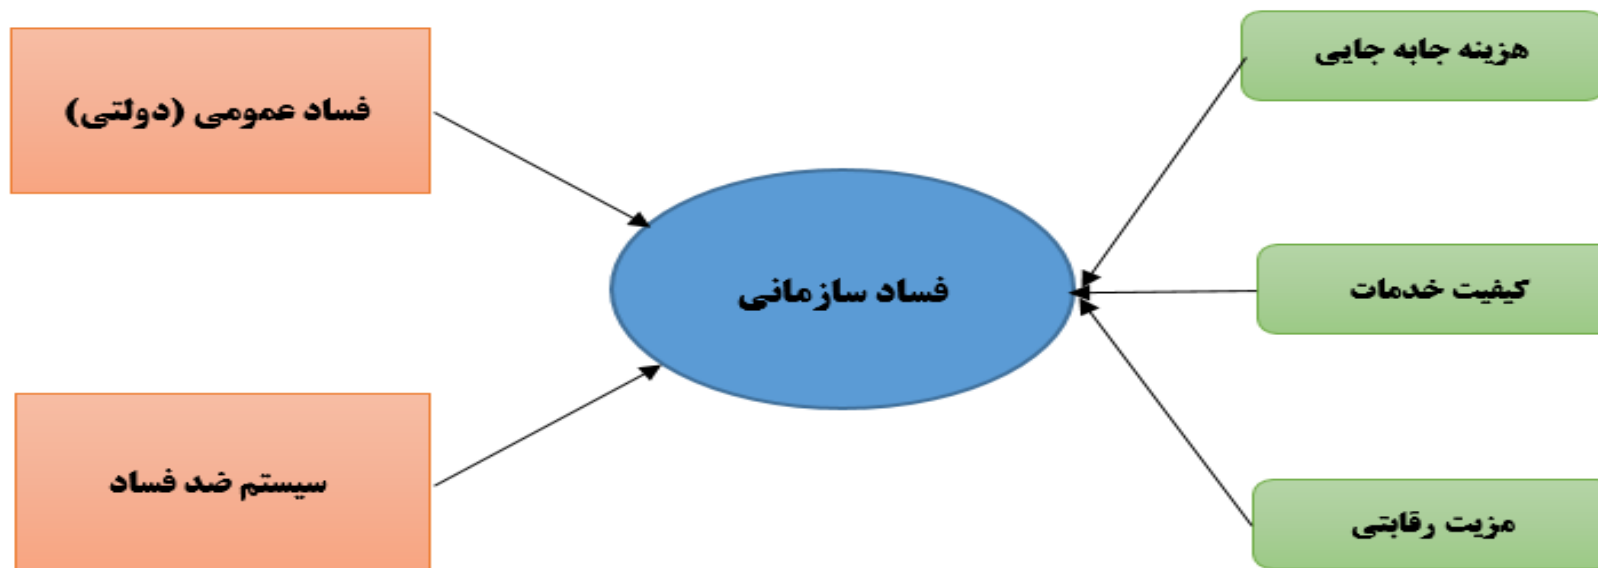 هزینه جابه جایی
فساد عمومی (دولتی)
کیفیت خدمات
فساد سازمانی
سیستم ضد فساد
مزیت رقابتی